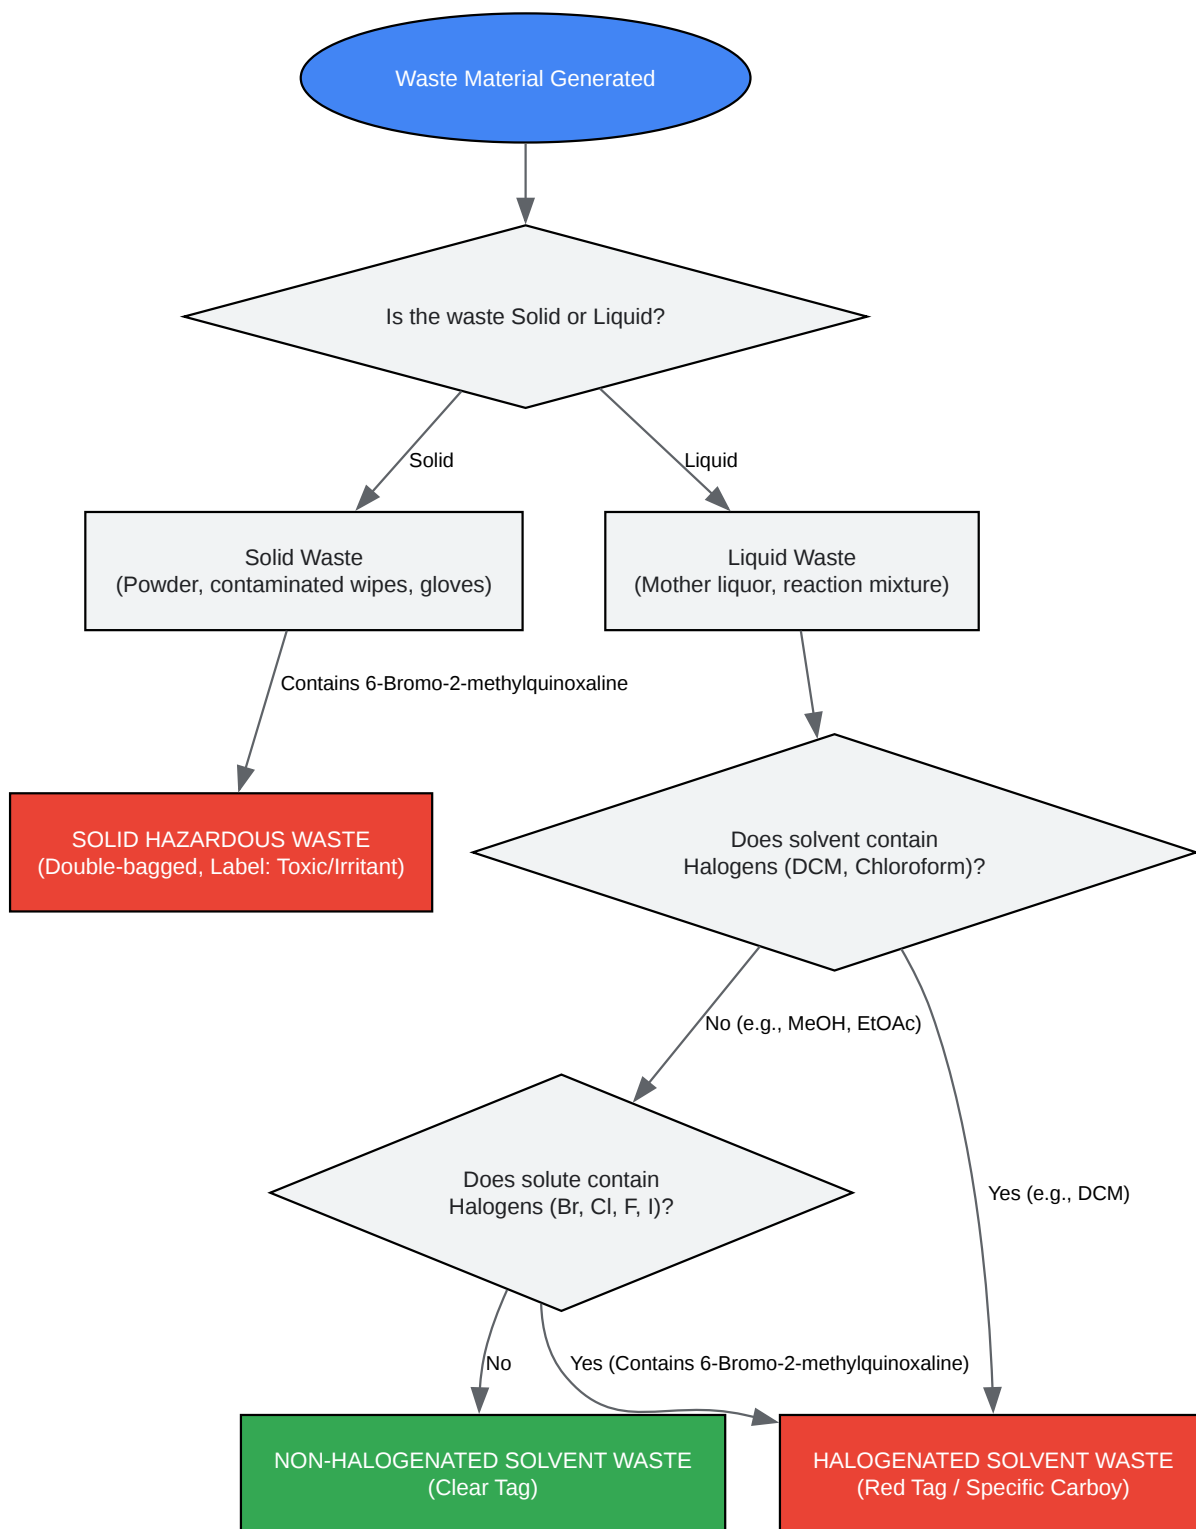 Waste Material Generated
Is the waste Solid or Liquid?
Solid
Liquid
Solid Waste
(Powder, contaminated wipes, gloves)
Liquid Waste
(Mother liquor, reaction mixture)
Contains 6-Bromo-2-methylquinoxaline
SOLID HAZARDOUS WASTE
(Double-bagged, Label: Toxic/Irritant)
Does solvent contain
Halogens (DCM, Chloroform)?
No (e.g., MeOH, EtOAc)
Does solute contain
Halogens (Br, Cl, F, I)?
Yes (e.g., DCM)
No
Yes (Contains 6-Bromo-2-methylquinoxaline)
NON-HALOGENATED SOLVENT WASTE
(Clear Tag)
HALOGENATED SOLVENT WASTE
(Red Tag / Specific Carboy)